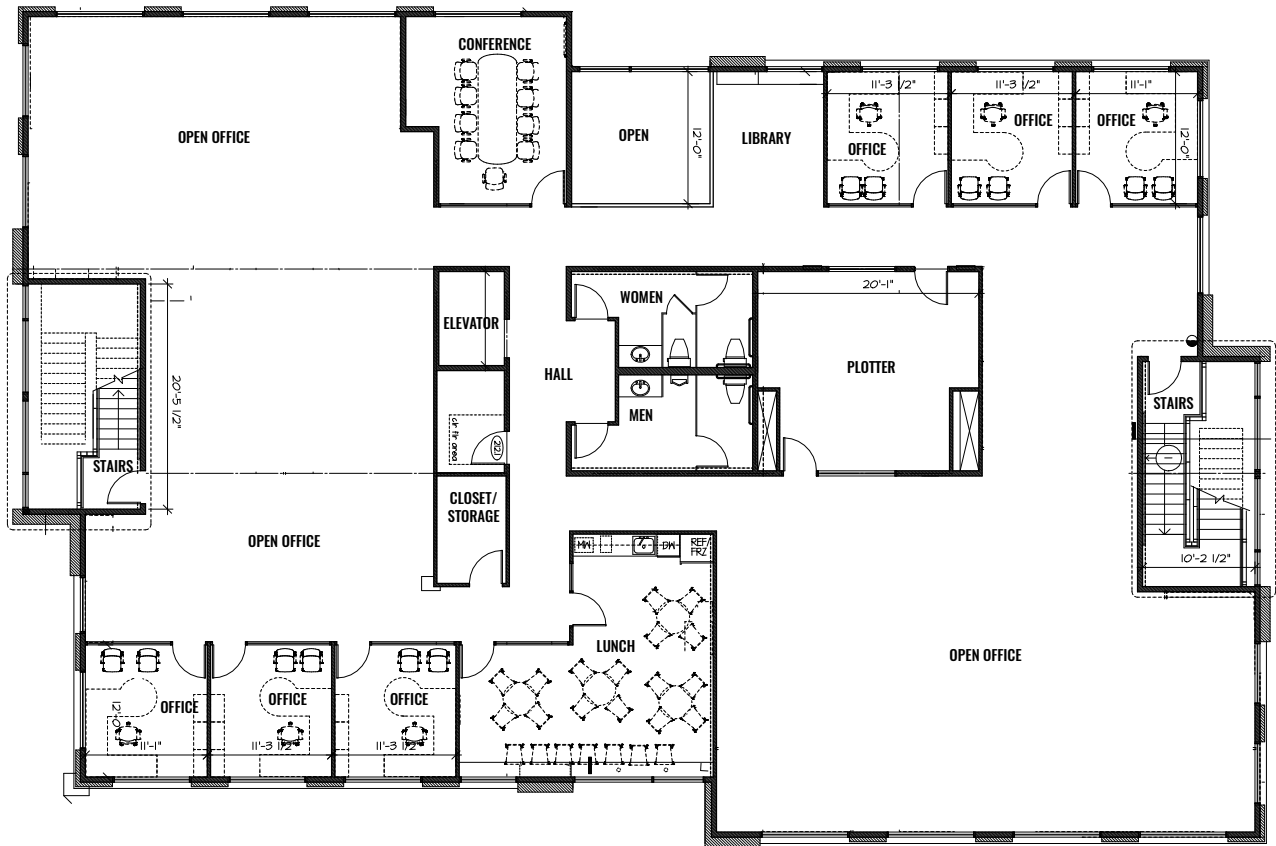 CONFERENCE
11'-3 1/2"
11'-3 1/2"
11'-1"
OPEN OFFICE
OPEN
12'-0"
LIBRARY
OFFICE
OFFICE
OFFICE
12'-0"
ELEVATOR
WOMEN
20'-1"
HALL
PLOTTER
MEN
20'-5 1/2"
STAIRS
STAIRS
clr flr area
CLOSET/
STORAGE
OPEN OFFICE
MW
DW
REF/
FRZ
10'-2 1/2"
LUNCH
OPEN OFFICE
OFFICE
OFFICE
OFFICE
12'-0"
11'-1"
11'-3 1/2"
11'-3 1/2"